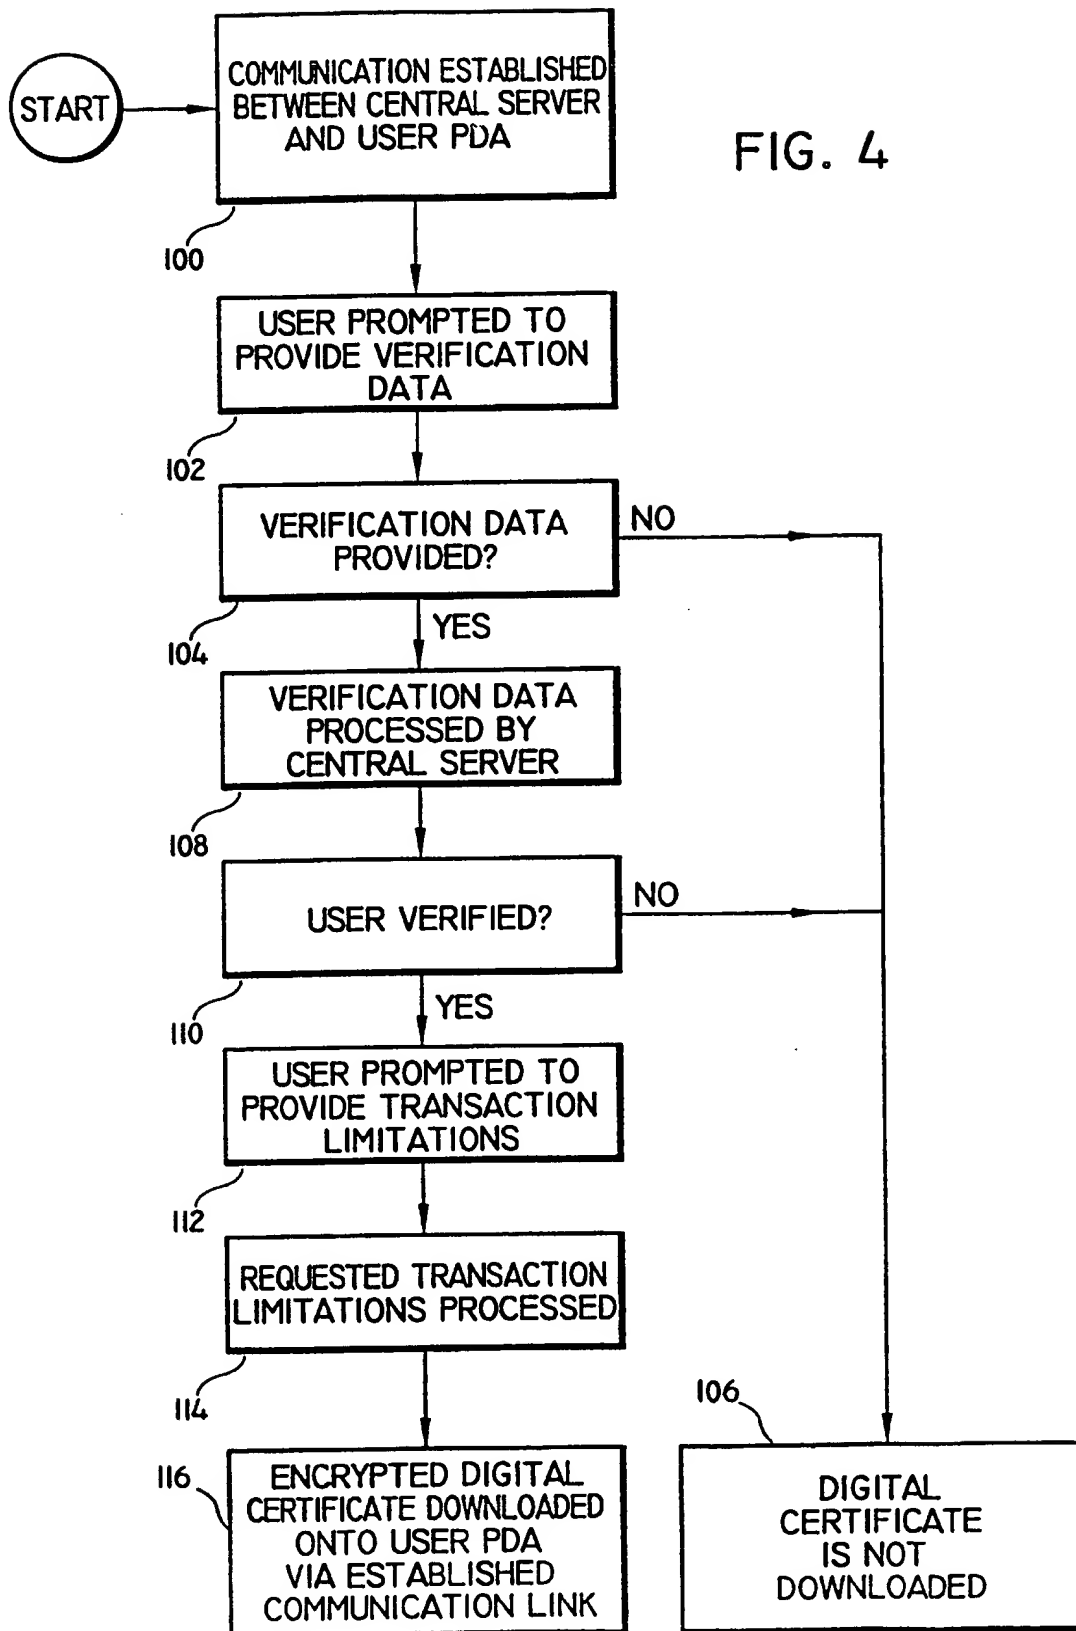 START
COMMUNICATION ESTABLISHED
BETWEEN CENTRAL SERVER
AND USER PDA
FIG. 4
100
USER PROMPTED TO
PROVIDE VERIFICATION
DATA
102
VERIFICATION DATA
PROVIDED?
NO
104
YES
VERIFICATION DATA
PROCESSED BY
CENTRAL SERVER
108
USER VERIFIED?
NO
110
YES
USER PROMPTED TO
PROVIDE TRANSACTION
LIMITATIONS
112
REQUESTED TRANSACTION
LIMITATIONS PROCESSED
114
116
ENCRYPTED DIGITAL
CERTIFICATE DOWNLOADED
ONTO USER PDA
VIA ESTABLISHED
COMMUNICATION LINK
106
DIGITAL
CERTIFICATE
IS NOT
DOWNLOADED